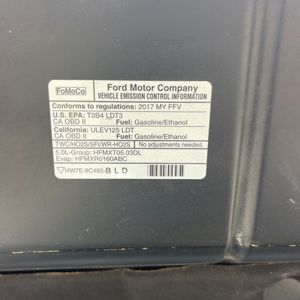 FoMoCo
Ford Motor Company
VEHICLE EMISSION CONTROL INFORMATION
Conforms to regulations: 2017 MY FFV
U.S. EPA: T2B4 LDT3
CA OBD II Fuel: Gasoline/Ethanol
California: ULEV125 LDT
CA OBD II Fuel: Gasoline/Ethanol
TWC/HO2S/SFI/WR-HO2S No adjustments needed.
5.0L-Group: HFMXT05.03DL
Evap: HFMXR0160ABC
HW7E-9C485-BLD